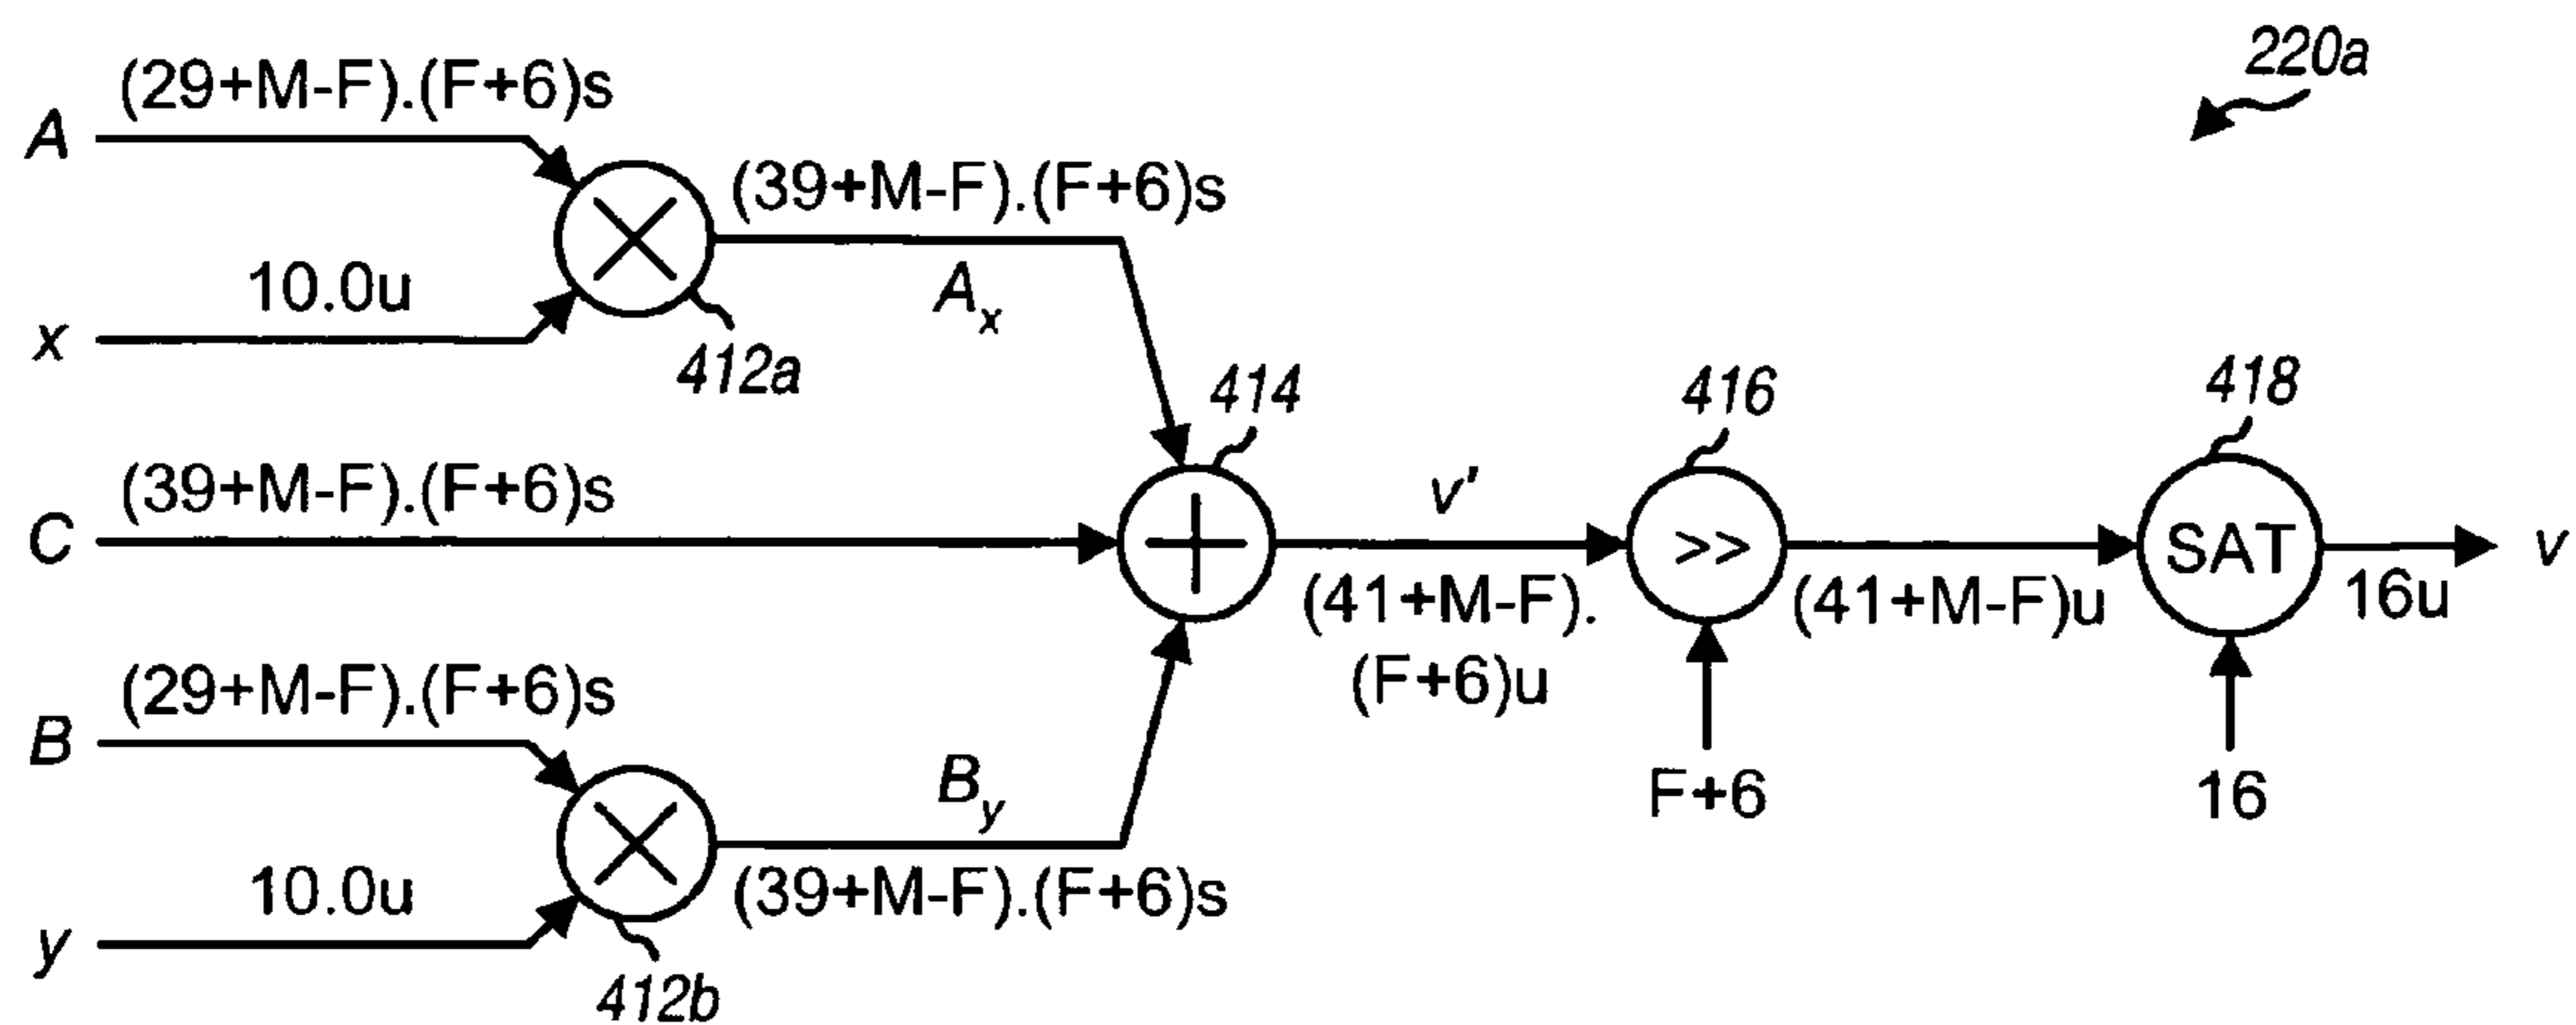 220a
(29+M-F).(F+6)s
A
(39+M-F).(F+6)s
10.0u
x
A_x
412a
414
416
418
(39+M-F).(F+6)s
C
v'
>>
SAT
v
(41+M-F).
(F+6)u
(41+M-F)u
16u
(29+M-F).(F+6)s
B
B_y
F+6
16
10.0u
(39+M-F).(F+6)s
y
412b